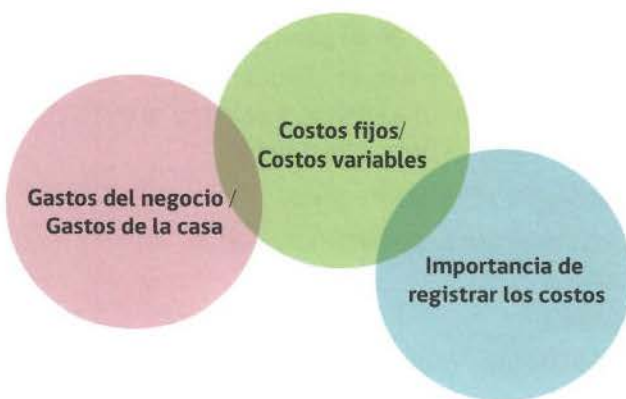 Gastos del negocio /
Gastos de la casa
Costos fijos/
Costos variables
Importancia de
registrar los costos